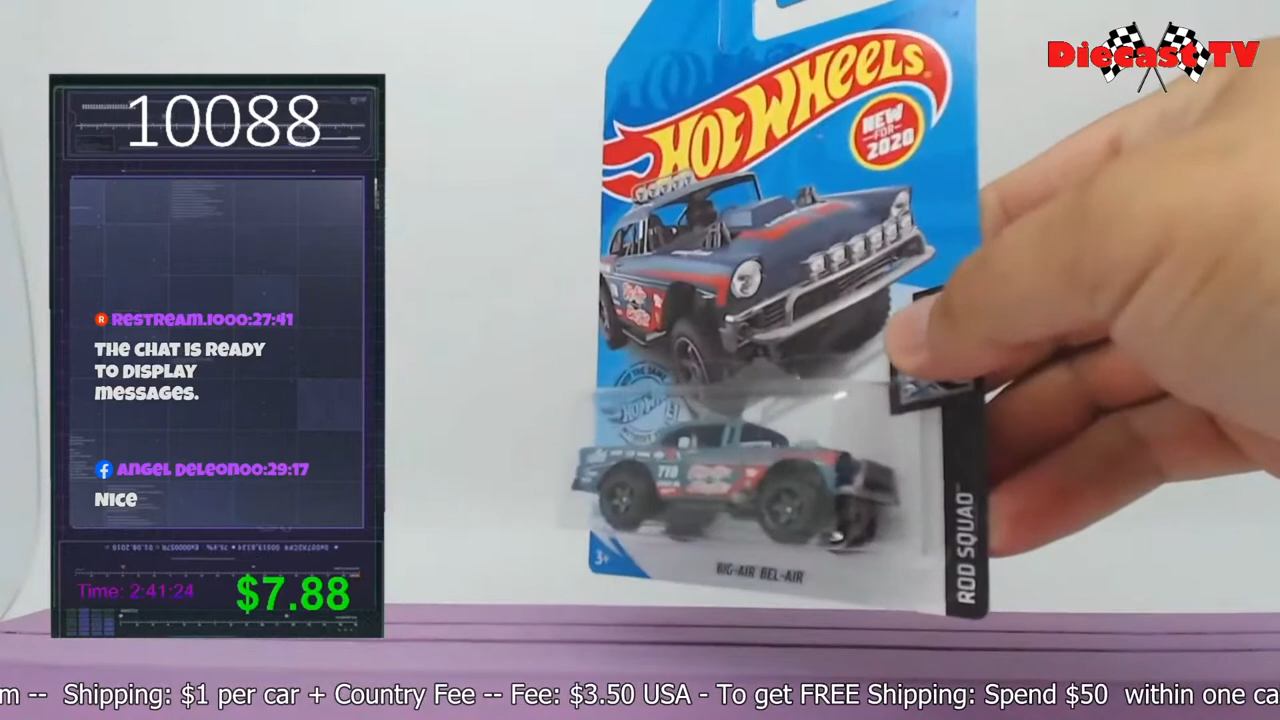 10088
Restream.io00:27:41
The chat is ready
to display
messages.
Angel Deleon00:29:17
Nice
Time: 2:41:24
$7.88
Diecast TV
Hot Wheels
NEW
FOR
2020
3+
BIG-AIR BEL-AIR
ROD SQUAD™
m -- Shipping: $1 per car + Country Fee -- Fee: $3.50 USA - To get FREE Shipping: Spend $50 within one ca